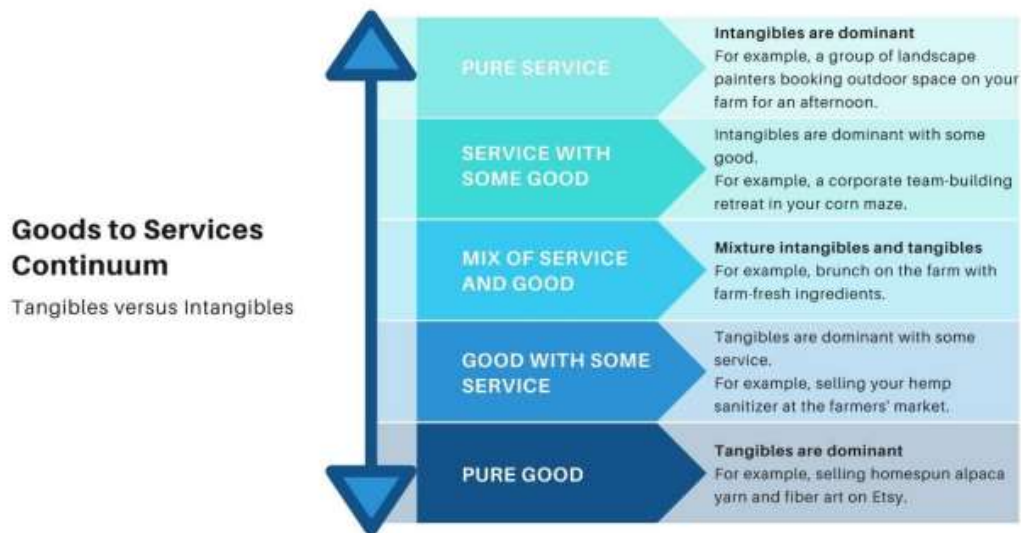 Goods to Services
Continuum
Tangibles versus Intangibles
PURE SERVICE
Intangibles are dominant
For example, a group of landscape
painters booking outdoor space on your
farm for an afternoon.
SERVICE WITH
SOME GOOD
Intangibles are dominant with some
good.
For example, a corporate team-building
retreat in your corn maze.
MIX OF SERVICE
AND GOOD
Mixture intangibles and tangibles
For example, brunch on the farm with
farm-fresh ingredients.
GOOD WITH SOME
SERVICE
Tangibles are dominant with some
service.
For example, selling your hemp
sanitizer at the farmers' market.
PURE GOOD
Tangibles are dominant
For example, selling homespun alpaca
yarn and fiber art on Etsy.